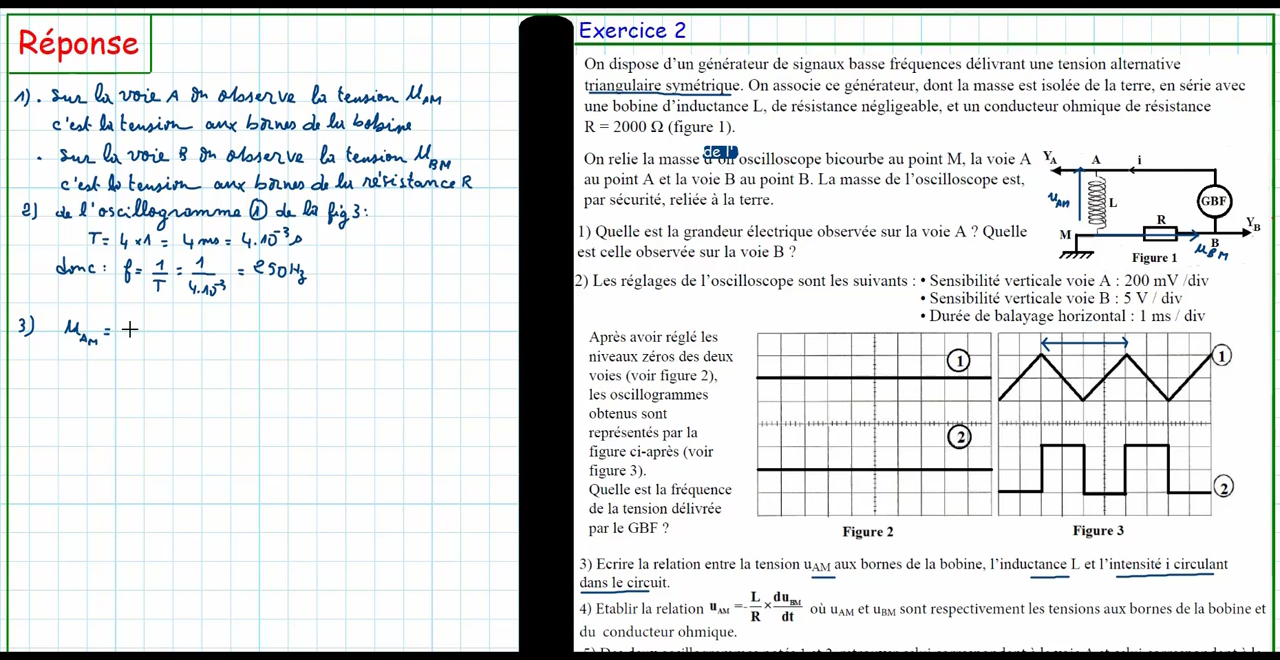 Réponse
1). Sur la voie A on observe la tension u_AM
c'est la tension aux bornes de la bobine
. Sur la voie B on observe la tension u_BM
c'est la tension aux bornes de la résistance R
2) de l'oscillogramme ① de la fig3:
T = 4 x 1 = 4 ms = 4.10⁻³ s
donc : f = 1/T = 1/4.10⁻³ = 250Hz
3) u_AM =
Exercice 2
On dispose d'un générateur de signaux basse fréquences délivrant une tension alternative
triangulaire symétrique. On associe ce générateur, dont la masse est isolée de la terre, en série avec
une bobine d'inductance L, de résistance négligeable, et un conducteur ohmique de résistance
R = 2000 Ω (figure 1).
On relie la masse de l' oscilloscope bicourbe au point M, la voie A
au point A et la voie B au point B. La masse de l'oscilloscope est,
par sécurité, reliée à la terre.
1) Quelle est la grandeur électrique observée sur la voie A ? Quelle
est celle observée sur la voie B ?
Y_A A i
u_AM L GBF
M R B Y_B
u_BM
Figure 1
2) Les réglages de l'oscilloscope sont les suivants : • Sensibilité verticale voie A : 200 mV /div
• Sensibilité verticale voie B : 5 V / div
• Durée de balayage horizontal : 1 ms / div
Après avoir réglé les
niveaux zéros des deux
voies (voir figure 2),
les oscillogrammes
obtenus sont
représentés par la
figure ci-après (voir
figure 3).
Quelle est la fréquence
de la tension délivrée
par le GBF ?
①
②
Figure 2
①
②
Figure 3
3) Ecrire la relation entre la tension u_AM aux bornes de la bobine, l'inductance L et l'intensité i circulant
dans le circuit.
4) Etablir la relation u_AM = -L/R × du_BM/dt où u_AM et u_BM sont respectivement les tensions aux bornes de la bobine et
du conducteur ohmique.